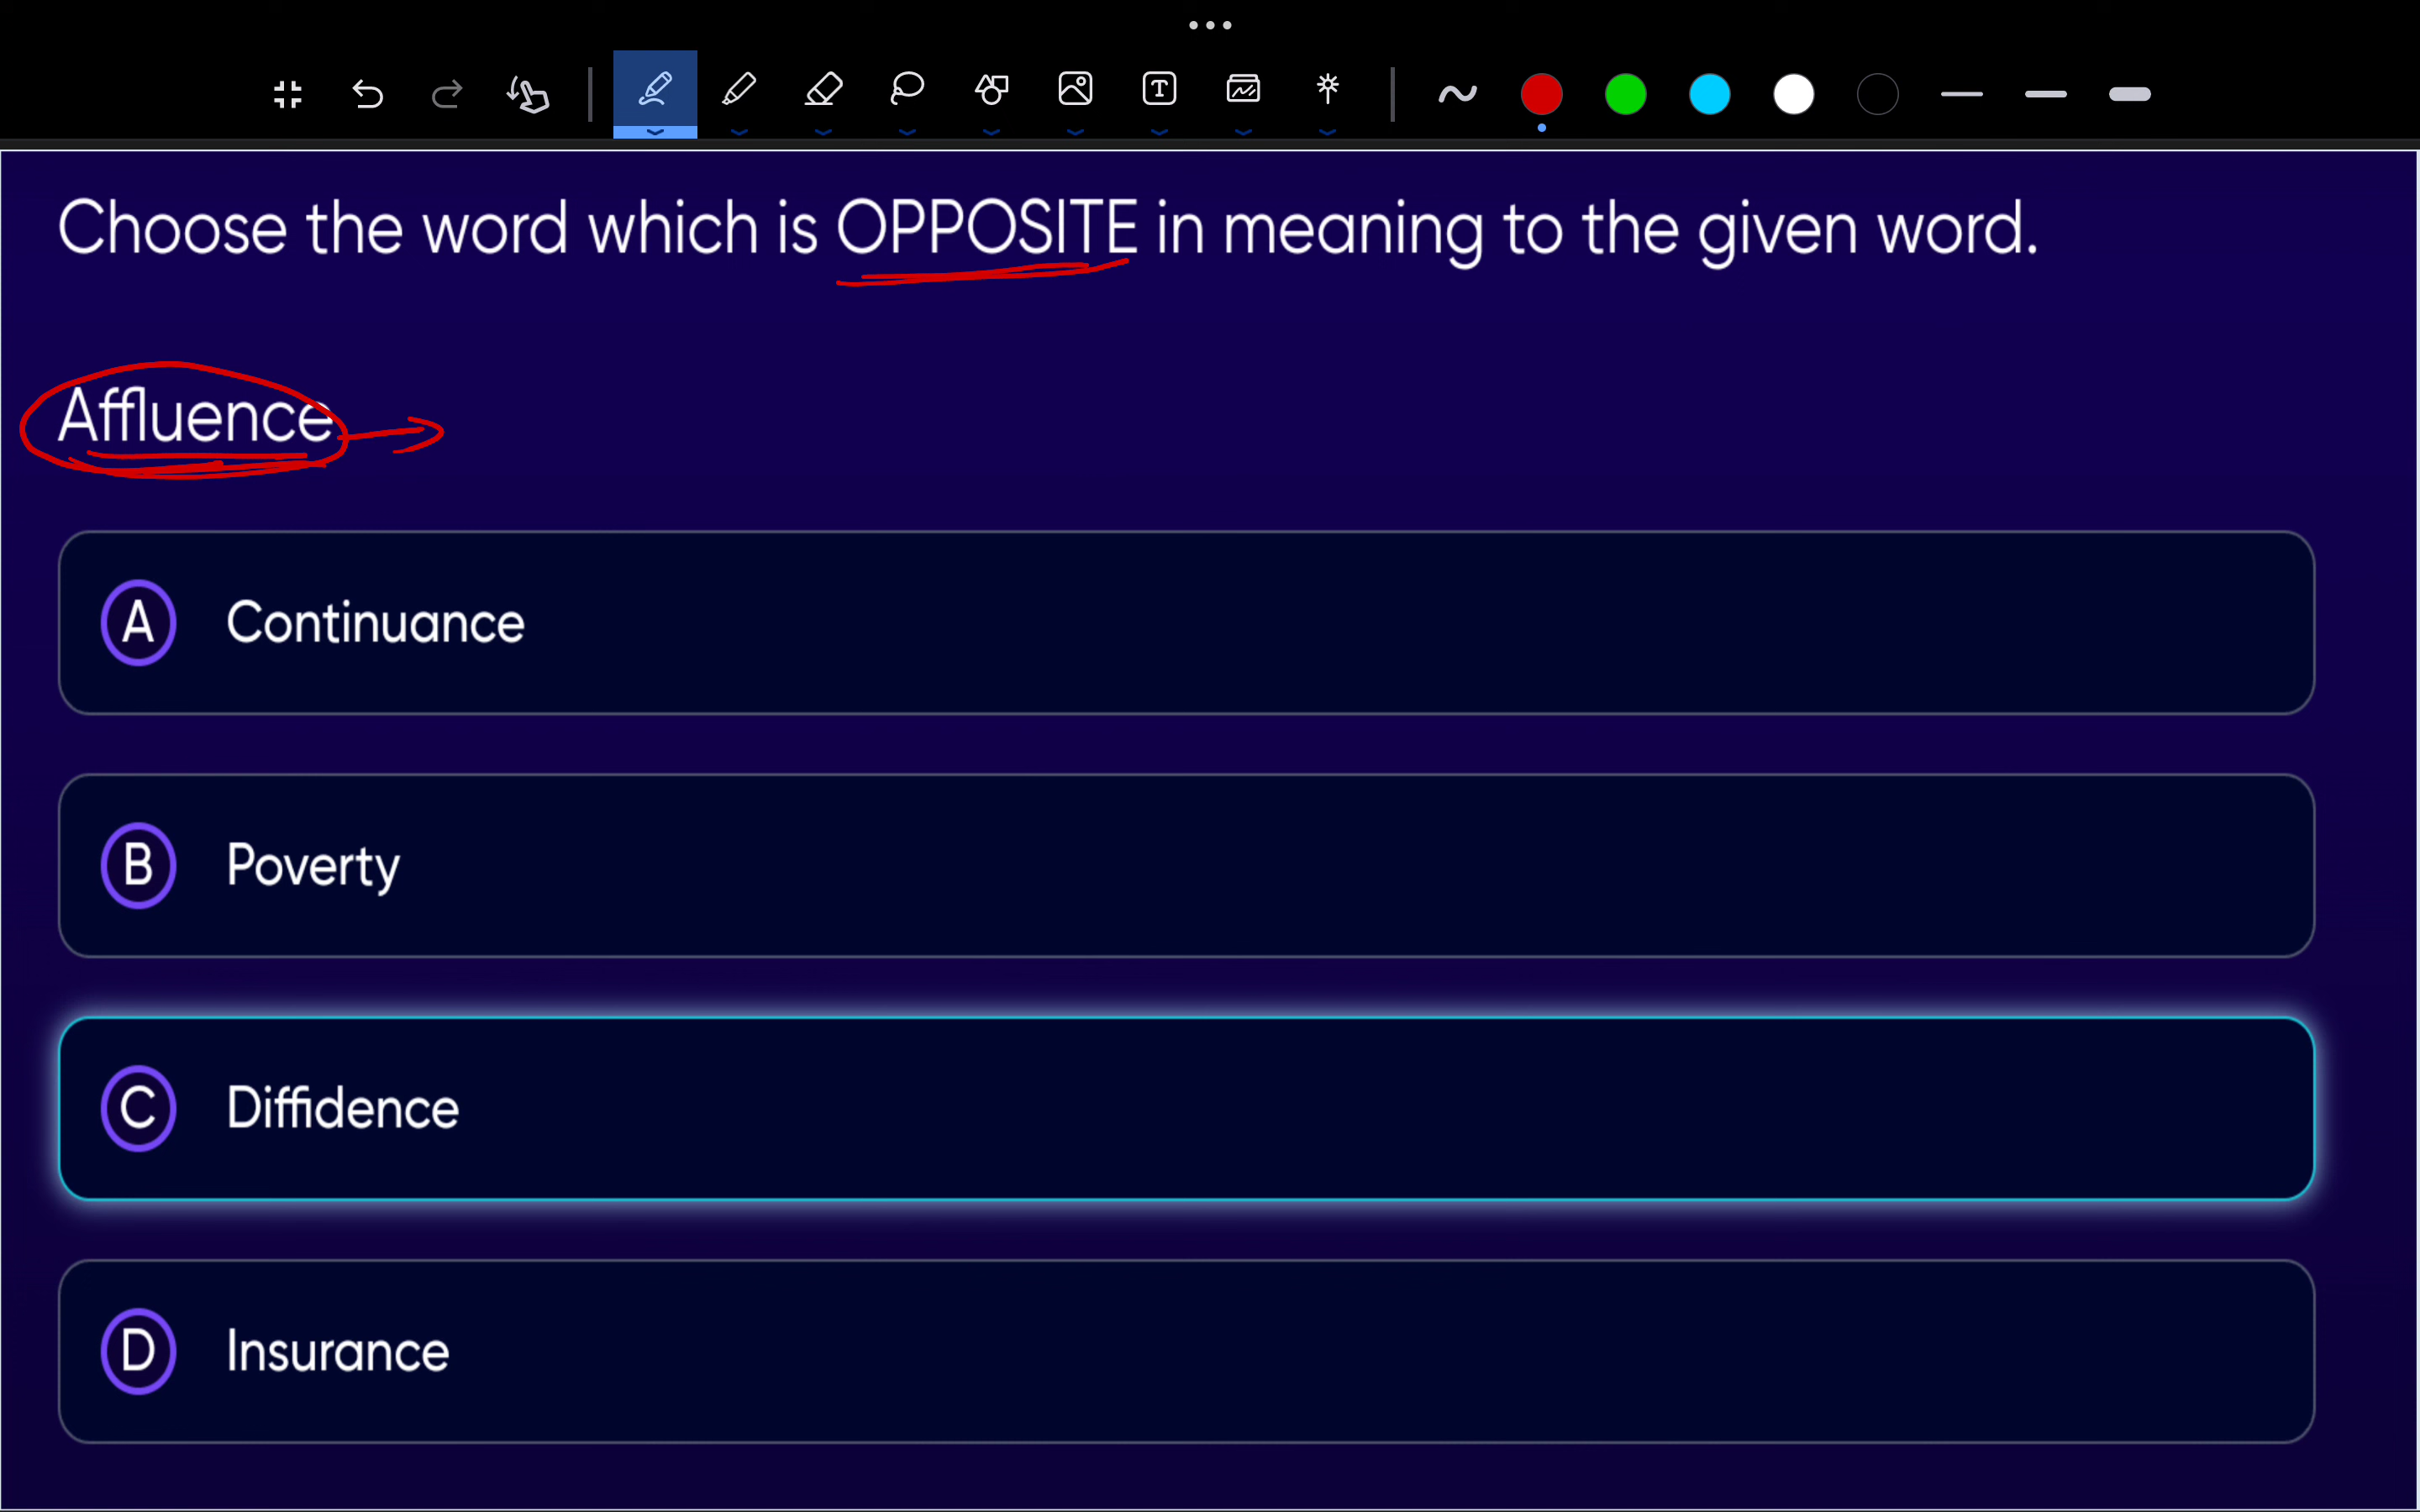 Choose the word which is OPPOSITE in meaning to the given word.
Affluence
A Continuance
B Poverty
C Diffidence
D Insurance